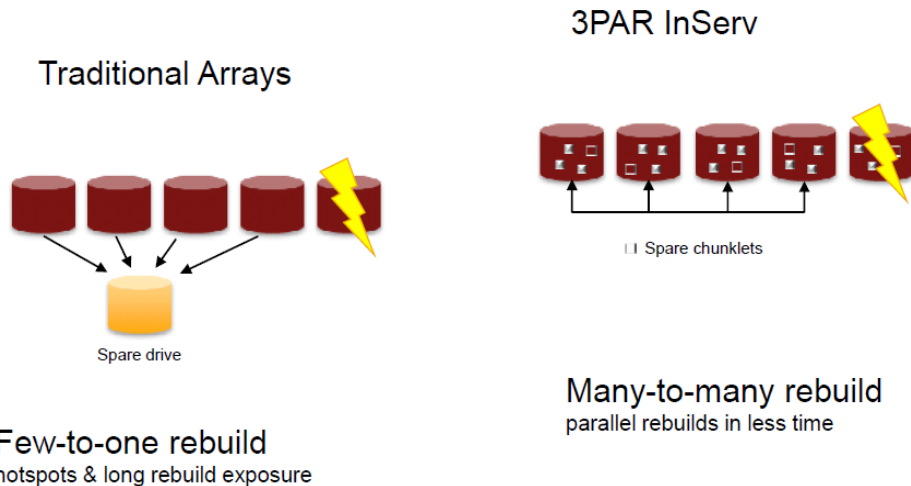 Traditional Arrays
Spare drive
Few-to-one rebuild
hotspots & long rebuild exposure
3PAR InServ
Spare chunklets
Many-to-many rebuild
parallel rebuilds in less time